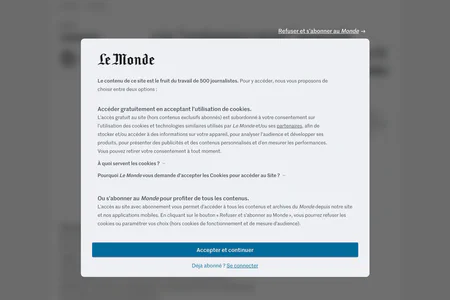 Refuser et s'abonner au Monde →
Le Monde
Le contenu de ce site est le fruit du travail de 500 journalistes. Pour y accéder, nous vous proposons de
choisir votre deux options :
Accéder gratuitement en acceptant l'utilisation de cookies.
L'accès gratuit au site (hors contenus exclusifs abonnés) est subordonné à votre consentement sur
l'utilisation des cookies et technologies similaires utilisés par Le Monde et/ou ses partenaires, afin de
stocker et/ou accéder à des informations sur votre appareil, pour analyser l'audience et développer ses
produits, pour présenter des publicités et des contenus personnalisés et d'en mesurer les performances.
Vous pouvez retirer votre consentement à tout moment.
À quoi servent les cookies ?
Pourquoi Le Monde vous demande d'accepter les Cookies pour accéder au Site ?
Ou s'abonner au Monde pour profiter de tous les contenus.
L'accès au site avec abonnement vous permet d'accéder à tous les contenus et archives du Monde depuis notre site
et nos applications mobiles. En cliquant sur le bouton « Refuser et s'abonner au Monde », vous pourrez refuser les
cookies ou paramétrer vos choix (hors cookies de fonctionnement et de mesure d'audience).
Accepter et continuer
Déjà abonné ? Se connecter